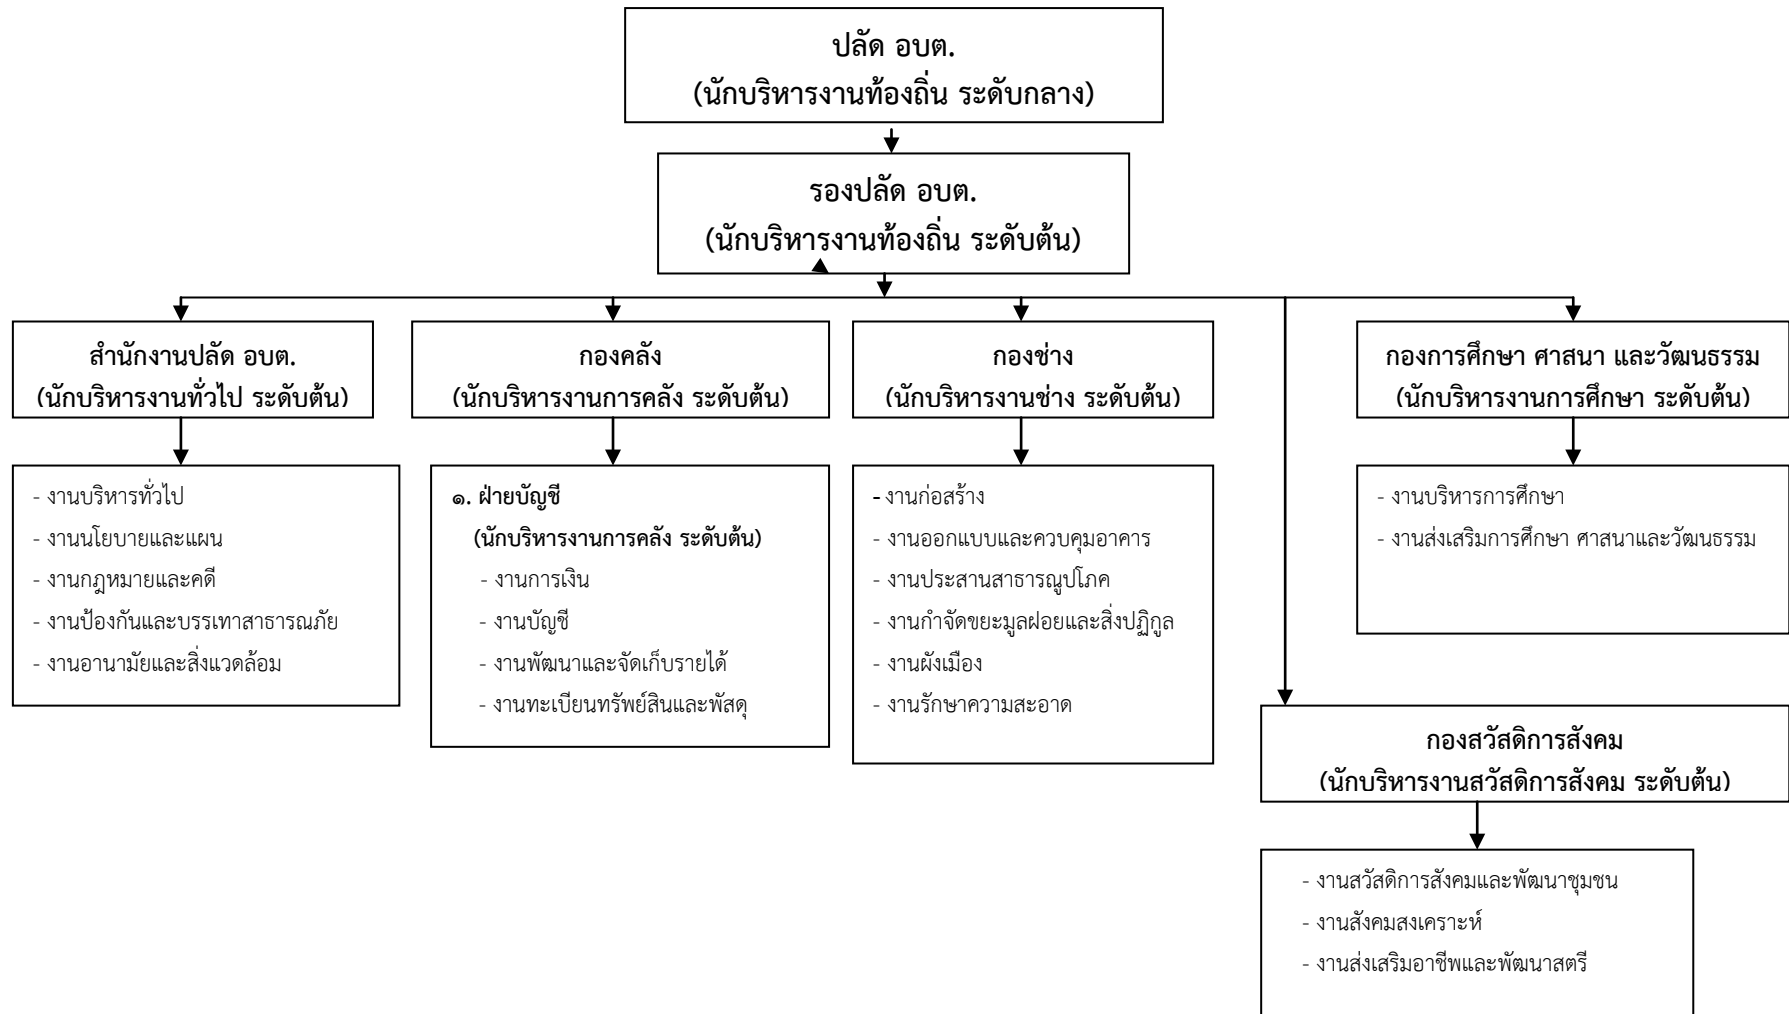 ปลัด อบต.
(นักบริหารงานท้องถิ่น ระดับกลาง)
รองปลัด อบต.
(นักบริหารงานท้องถิ่น ระดับต้น)
สำนักงานปลัด อบต.
(นักบริหารงานทั่วไป ระดับต้น)
- งานบริหารทั่วไป
- งานนโยบายและแผน
- งานกฎหมายและคดี
- งานป้องกันและบรรเทาสาธารณภัย
- งานอานามัยและสิ่งแวดล้อม
กองคลัง
(นักบริหารงานการคลัง ระดับต้น)
๑. ฝ่ายบัญชี
(นักบริหารงานการคลัง ระดับต้น)
- งานการเงิน
- งานบัญชี
- งานพัฒนาและจัดเก็บรายได้
- งานทะเบียนทรัพย์สินและพัสดุ
กองช่าง
(นักบริหารงานช่าง ระดับต้น)
- งานก่อสร้าง
- งานออกแบบและควบคุมอาคาร
- งานประสานสาธารณูปโภค
- งานกำจัดขยะมูลฝอยและสิ่งปฏิกูล
- งานผังเมือง
- งานรักษาความสะอาด
กองการศึกษา ศาสนา และวัฒนธรรม
(นักบริหารงานการศึกษา ระดับต้น)
- งานบริหารการศึกษา
- งานส่งเสริมการศึกษา ศาสนาและวัฒนธรรม
กองสวัสดิการสังคม
(นักบริหารงานสวัสดิการสังคม ระดับต้น)
- งานสวัสดิการสังคมและพัฒนาชุมชน
- งานสังคมสงเคราะห์
- งานส่งเสริมอาชีพและพัฒนาสตรี